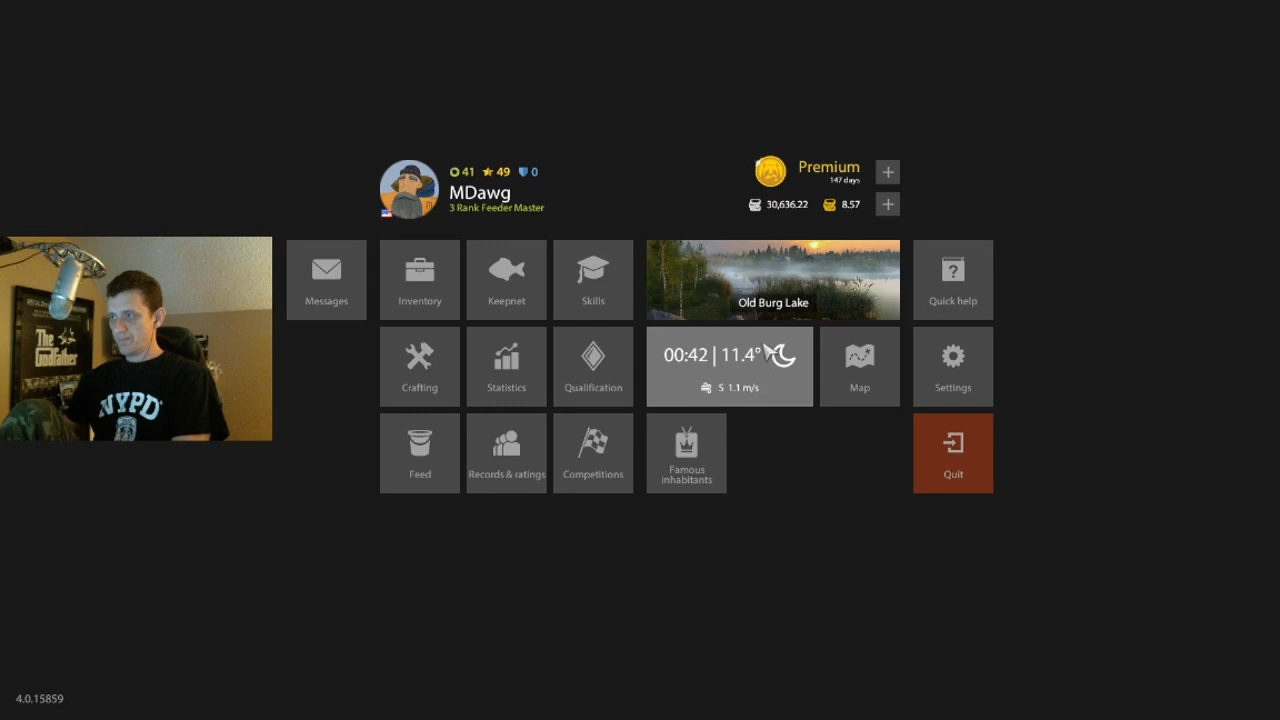 41 49 0
MDawg
3 Rank Feeder Master
Premium
147 days
30,636.22 8.57
Messages
Inventory
Keepnet
Skills
Old Burg Lake
Quick help
The
Godfather
NYPD
Crafting
Statistics
Qualification
00:42 | 11.4°
S 1.1 m/s
Map
Settings
Feed
Records & ratings
Competitions
Famous
inhabitants
Quit
4.0.15859